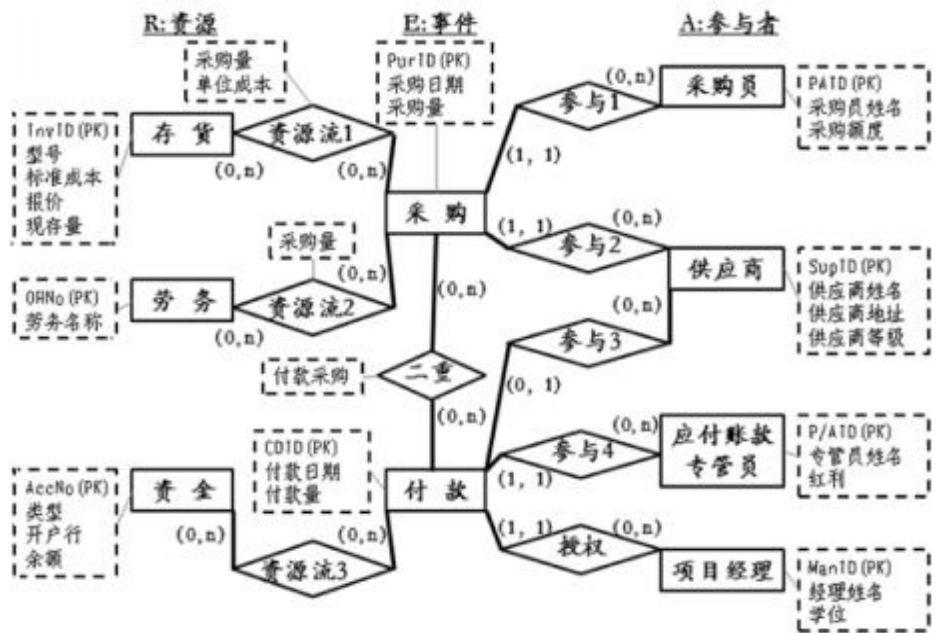 R:资源
E:事件
A:参与者
采购量
单位成本
PurID(PK)
采购日期
采购量
(0,n)
采购员
参与1
(1, 1)
PAID(PK)
采购员姓名
采购额度
InvID(PK)
型号
标准成本
报价
现存量
存货
资源流1
(0,n)
(0,n)
采购
(1, 1)
(0,n)
参与2
供应商
SupID(PK)
供应商姓名
供应商地址
供应商等级
采购量
(0,n)
OANo(PK)
劳务名称
劳务
资源流2
(0,n)
(0,n)
(0,n)
参与3
(0, 1)
付款采购
二重
(0,n)
CDID(PK)
付款日期
付款量
(0,n)
参与4
(1, 1)
应付账款
专管员
P/AID(PK)
专管员姓名
红利
AccNo(PK)
类型
开户行
余额
资金
付款
(0,n)
(0,n)
资源流3
(1, 1)
(0,n)
授权
项目经理
ManID(PK)
经理姓名
学位